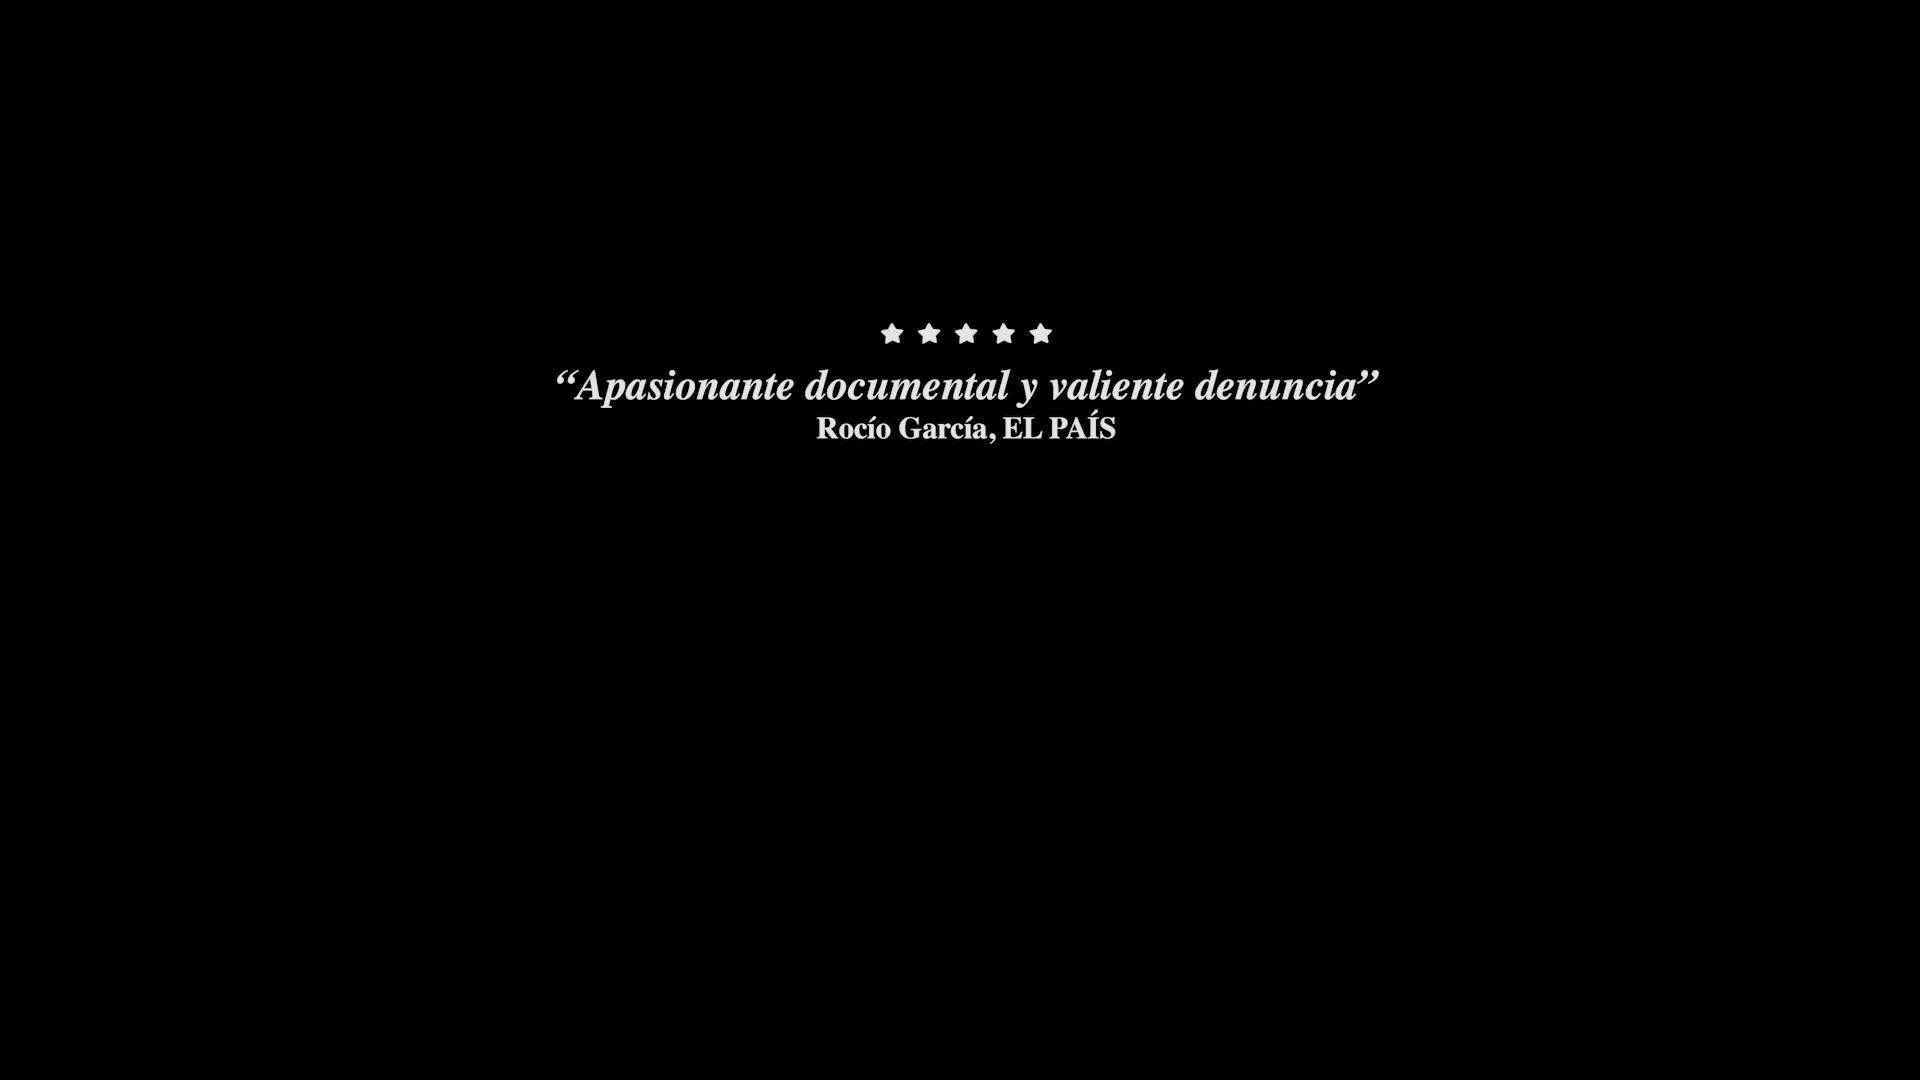 ★ ★ ★ ★ ★
“Apasionante documental y valiente denuncia”
Rocío García, EL PAÍS